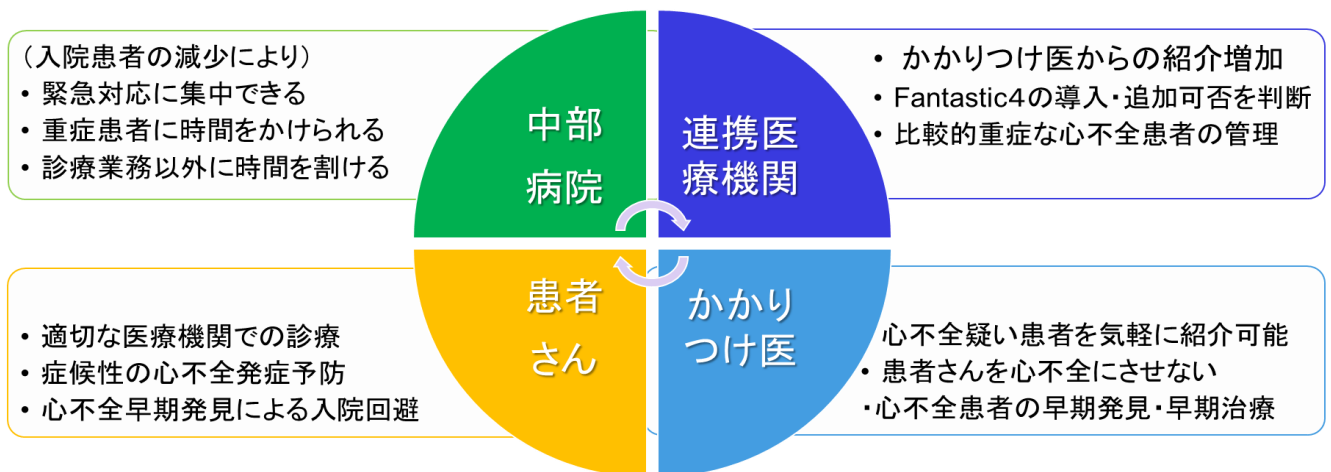 （入院患者の減少により）
• 緊急対応に集中できる
• 重症患者に時間をかけられる
• 診療業務以外に時間を割ける
中部
病院
連携医
療機関
• かかりつけ医からの紹介増加
• Fantastic4の導入・追加可否を判断
• 比較的重症な心不全患者の管理
• 適切な医療機関での診療
• 症候性の心不全発症予防
• 心不全早期発見による入院回避
患者
さん
かかり
つけ医
心不全疑い患者を気軽に紹介可能
• 患者さんを心不全にさせない
・心不全患者の早期発見・早期治療